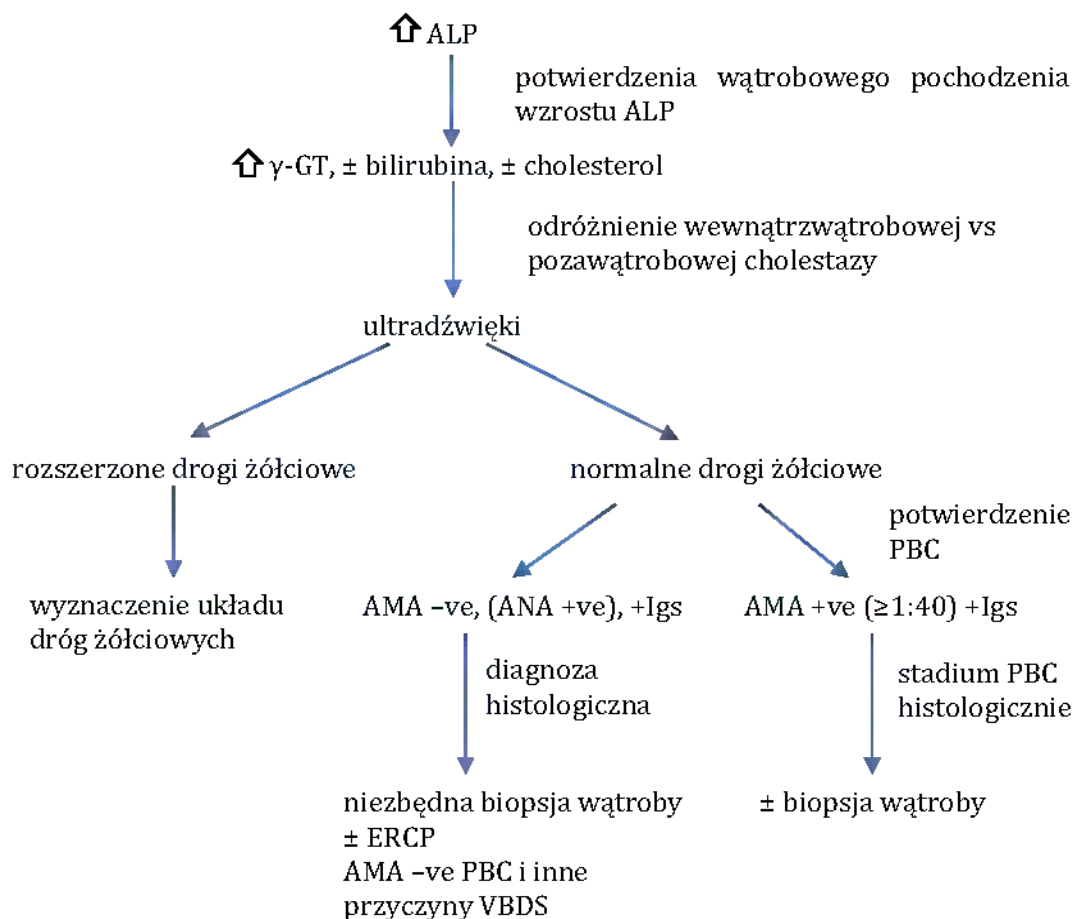 ⇧ ALP
potwierdzenia wątrobowego pochodzenia
wzrostu ALP
⇧ γ-GT, ± bilirubina, ± cholesterol
odróżnienie wewnątrzwątrobowej vs
pozawątrobowej cholestazy
ultradźwięki
rozszerzone drogi żółciowe
normalne drogi żółciowe
potwierdzenie
PBC
wyznaczenie układu
dróg żółciowych
AMA –ve, (ANA +ve), +Igs
AMA +ve (≥1:40) +Igs
diagnoza
histologiczna
stadium PBC
histologicznie
niezbędna biopsja wątroby
± ERCP
AMA –ve PBC i inne
przyczyny VBDS
± biopsja wątroby